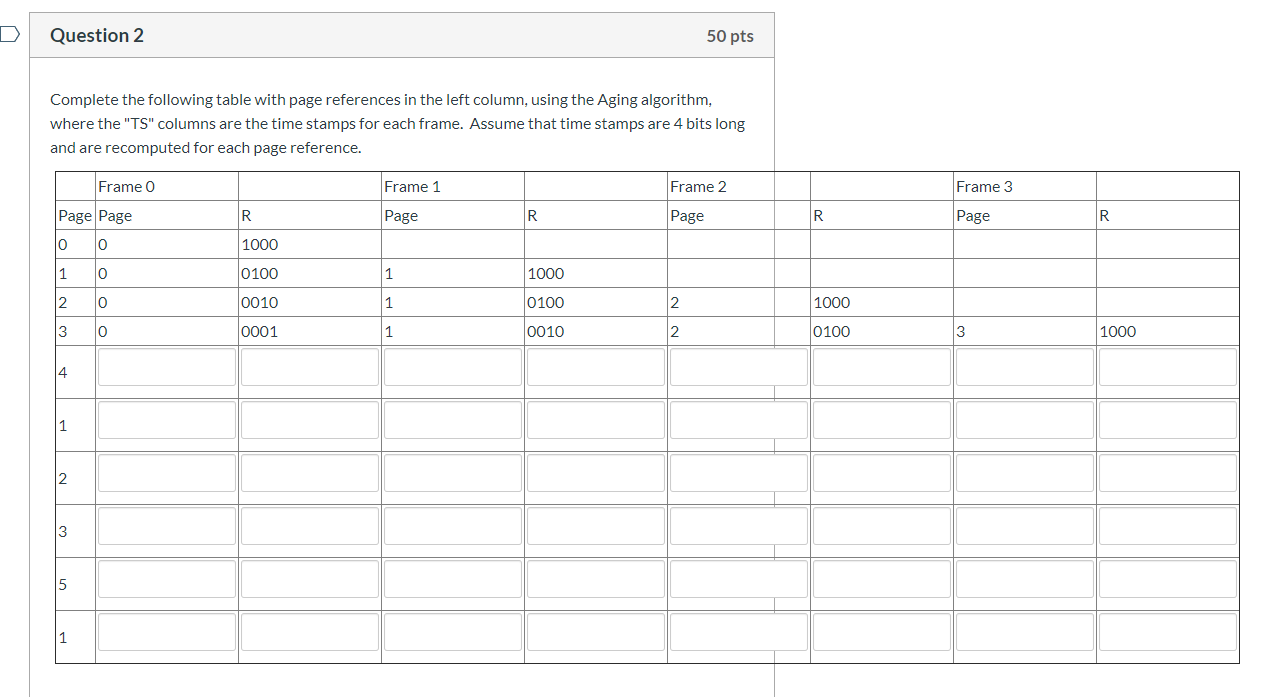 Question 2 50 pts
Complete the following table with page references in the left column, using the Aging algorithm,
where the "TS" columns are the time stamps for each frame. Assume that time stamps are 4 bits long
and are recomputed for each page reference.
Frame 0 Frame 1 Frame 2 Frame 3
Page Page R Page R Page R Page R
0 0 1000
1 0 0100 1 1000
2 0 0010 1 0100 2 1000
3 0 0001 1 0010 2 0100 3 1000
4
1
2
3
5
1